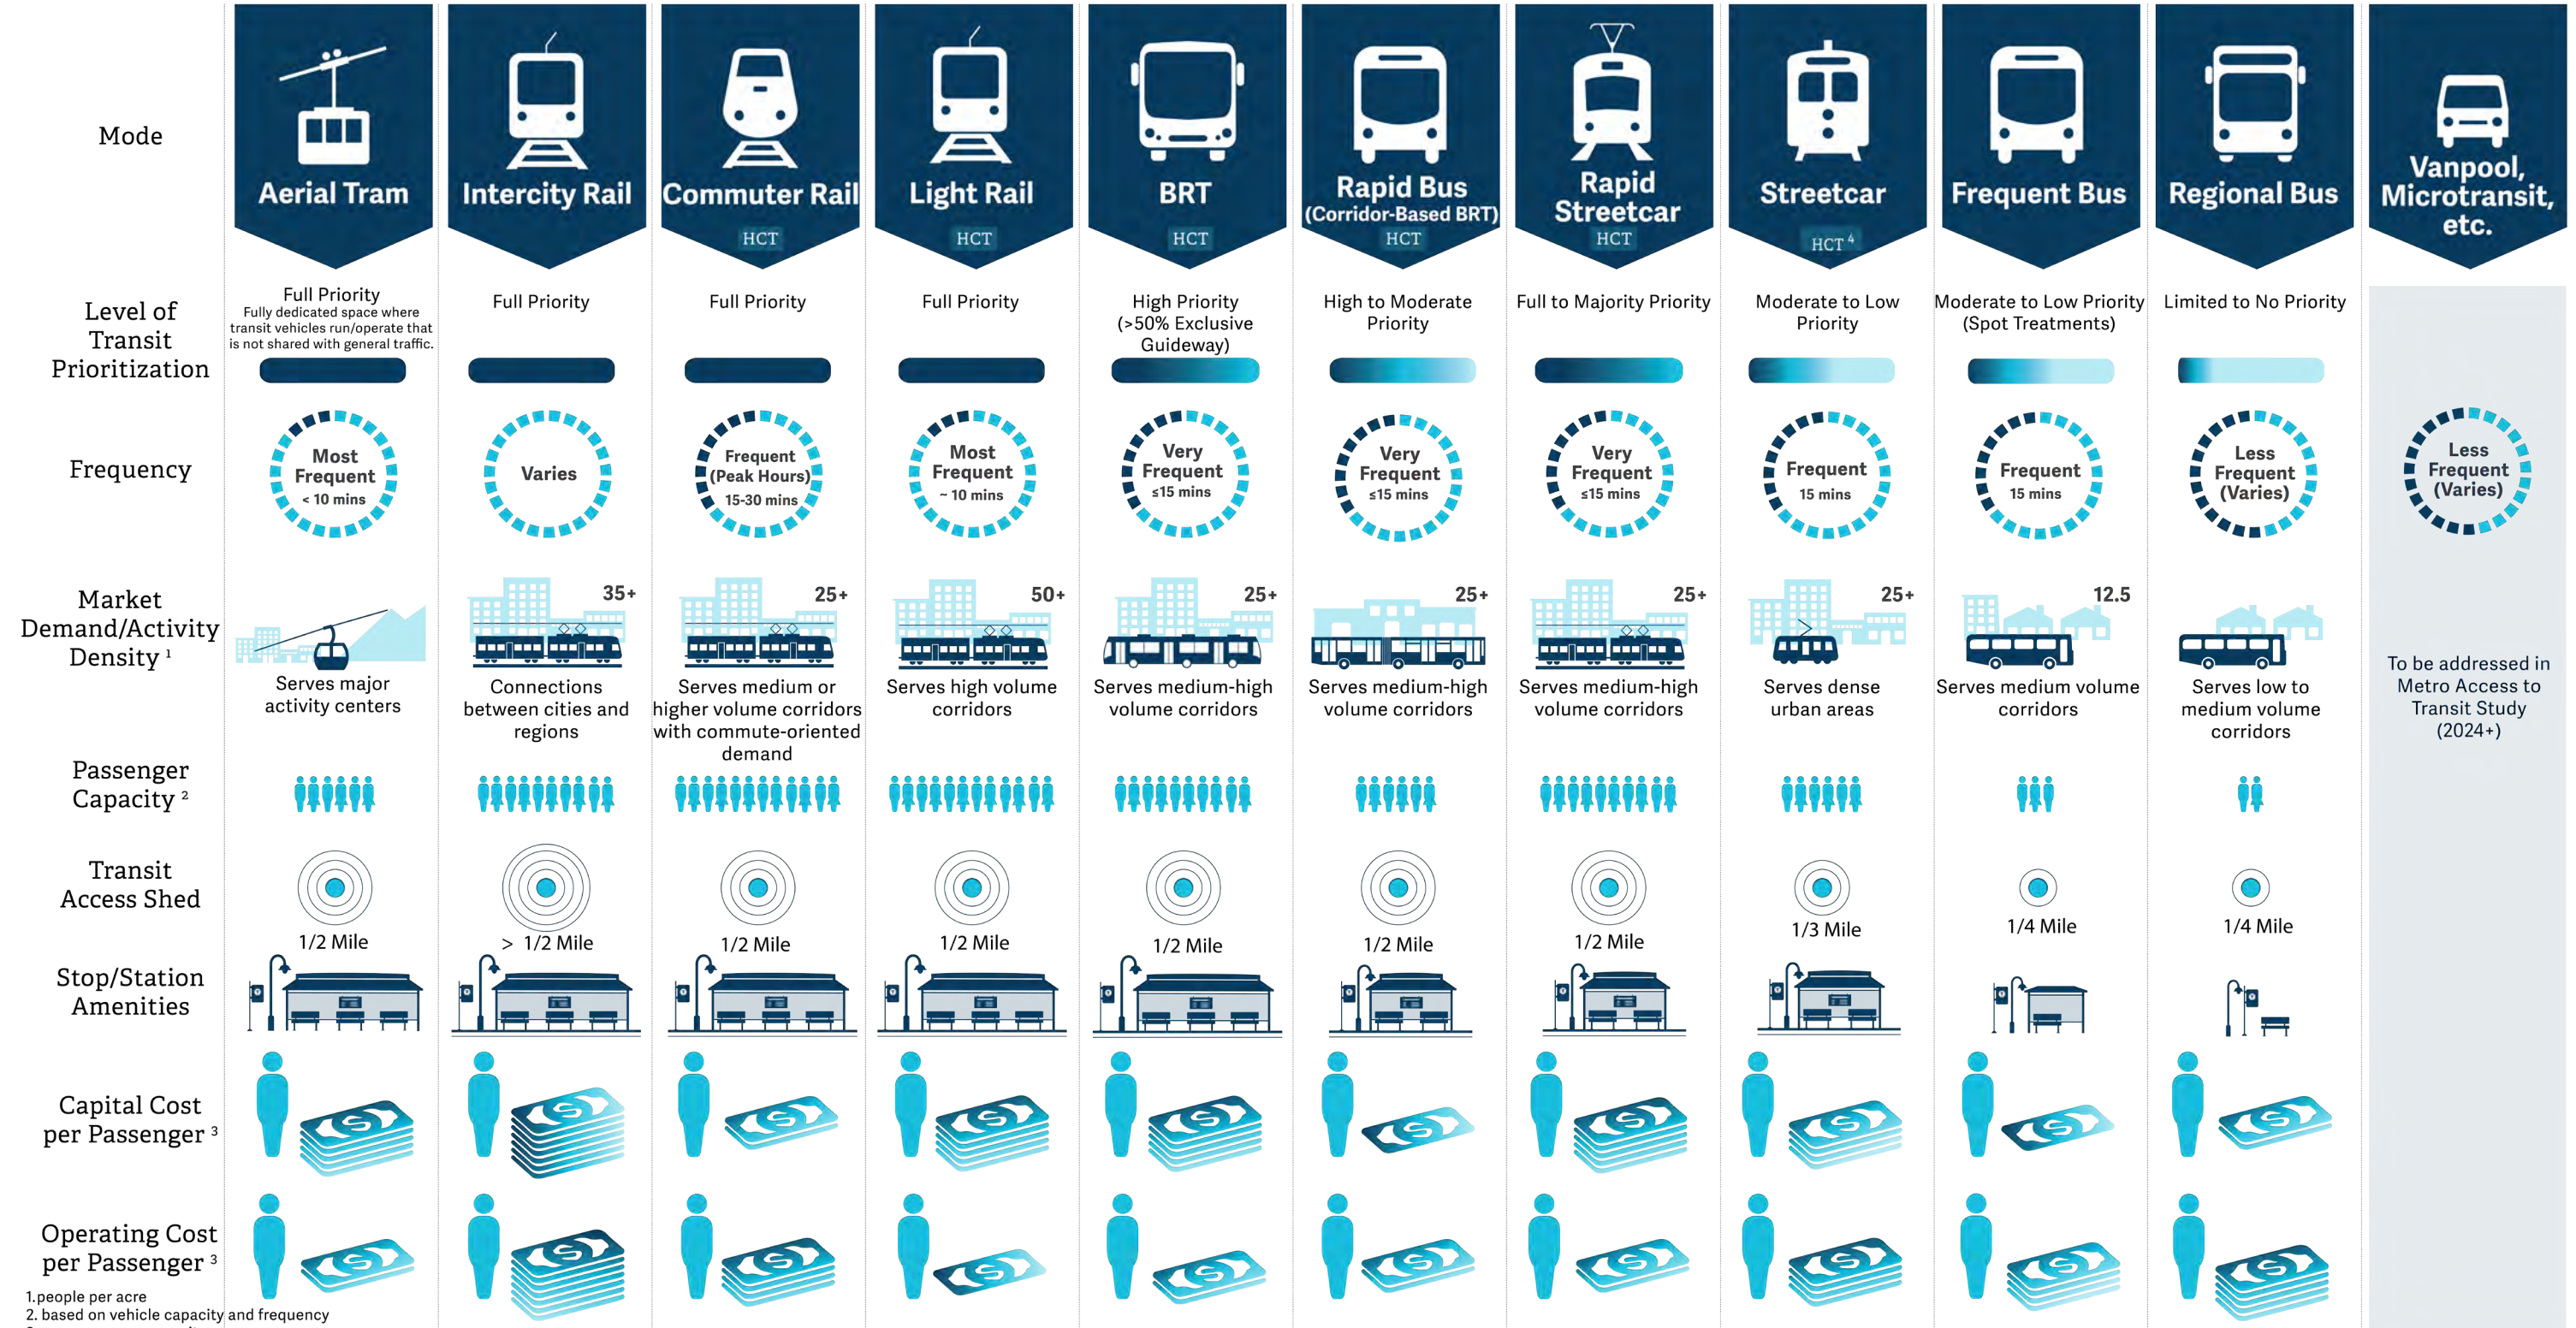 Mode
Aerial Tram
Intercity Rail
Commuter Rail
HCT
Light Rail
HCT
BRT
HCT
Rapid Bus
(Corridor-Based BRT)
HCT
Rapid
Streetcar
HCT
Streetcar
HCT 4
Frequent Bus
Regional Bus
Vanpool,
Microtransit,
etc.
Level of
Transit
Prioritization
Full Priority
Fully dedicated space where
transit vehicles run/operate that
is not shared with general traffic.
Full Priority
Full Priority
Full Priority
High Priority
(>50% Exclusive
Guideway)
High to Moderate
Priority
Full to Majority Priority
Moderate to Low
Priority
Moderate to Low Priority
(Spot Treatments)
Limited to No Priority
Frequency
Most
Frequent
< 10 mins
Varies
Frequent
(Peak Hours)
15-30 mins
Most
Frequent
~ 10 mins
Very
Frequent
≤15 mins
Very
Frequent
≤15 mins
Very
Frequent
≤15 mins
Frequent
15 mins
Frequent
15 mins
Less
Frequent
(Varies)
Less
Frequent
(Varies)
Market
Demand/Activity
Density 1
Serves major
activity centers
35+
Connections
between cities and
regions
25+
Serves medium or
higher volume corridors
with commute-oriented
demand
50+
Serves high volume
corridors
25+
Serves medium-high
volume corridors
25+
Serves medium-high
volume corridors
25+
Serves medium-high
volume corridors
25+
Serves dense
urban areas
12.5
Serves medium volume
corridors
Serves low to
medium volume
corridors
To be addressed in
Metro Access to
Transit Study
(2024+)
Passenger
Capacity 2
Transit
Access Shed
1/2 Mile
> 1/2 Mile
1/2 Mile
1/2 Mile
1/2 Mile
1/2 Mile
1/2 Mile
1/3 Mile
1/4 Mile
1/4 Mile
Stop/Station
Amenities
Capital Cost
per Passenger 3
Operating Cost
per Passenger 3
1.people per acre
2. based on vehicle capacity and frequency